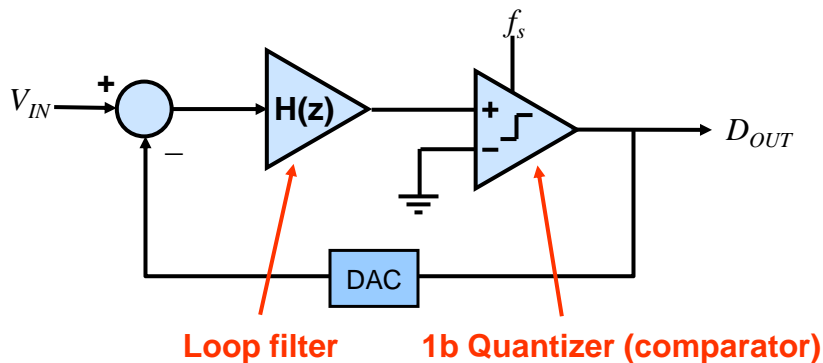 f_s
+
V_IN
H(z)
+
−
D_OUT
−
DAC
Loop filter
1b Quantizer (comparator)